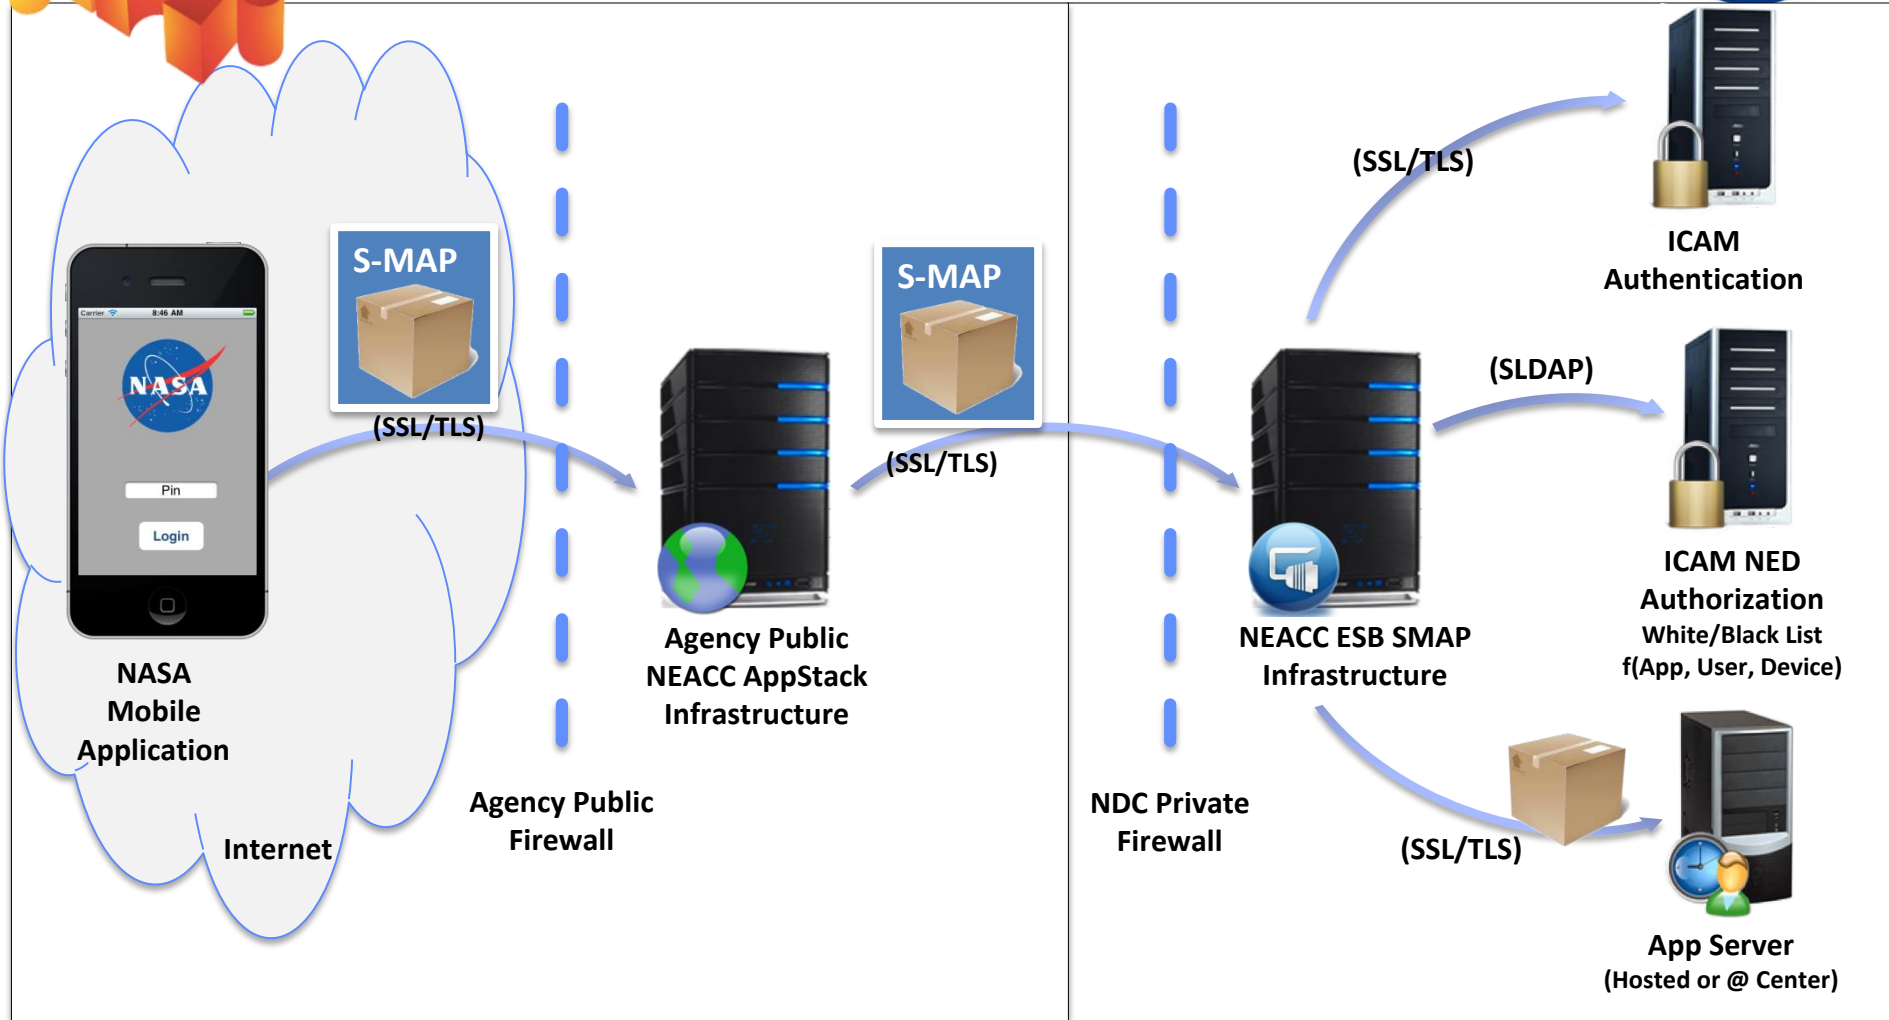 S-MAP
(SSL/TLS)
Carrier
8:46 AM
NASA
Pin
Login
NASA
Mobile
Application
Internet
Agency Public
Firewall
S-MAP
(SSL/TLS)
Agency Public
NEACC AppStack
Infrastructure
NDC Private
Firewall
NEACC ESB SMAP
Infrastructure
(SSL/TLS)
ICAM
Authentication
(SLDAP)
ICAM NED
Authorization
White/Black List
f(App, User, Device)
(SSL/TLS)
App Server
(Hosted or @ Center)